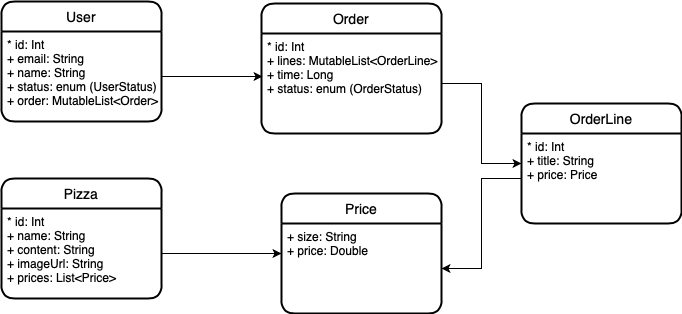 User
* id: Int
+ email: String
+ name: String
+ status: enum (UserStatus)
+ order: MutableList<Order>
Order
* id: Int
+ lines: MutableList<OrderLine>
+ time: Long
+ status: enum (OrderStatus)
OrderLine
* id: Int
+ title: String
+ price: Price
Pizza
* id: Int
+ name: String
+ content: String
+ imageUrl: String
+ prices: List<Price>
Price
+ size: String
+ price: Double